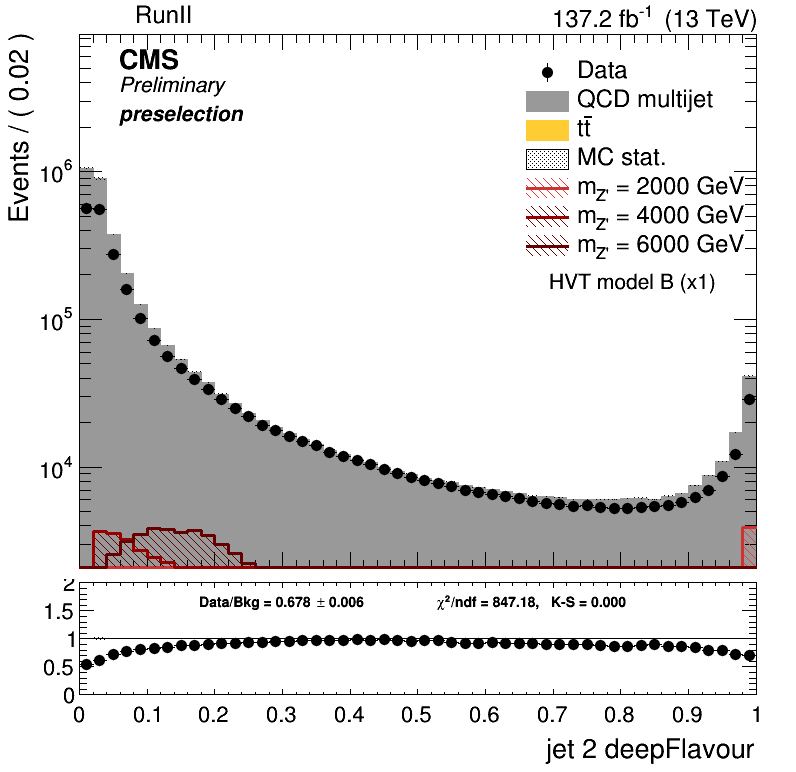 RunII
137.2 fb⁻¹ (13 TeV)
Events / ( 0.02 )
CMS
Preliminary
preselection
Data
QCD multijet
tt̄
MC stat.
m_Z' = 2000 GeV
m_Z' = 4000 GeV
m_Z' = 6000 GeV
HVT model B (x1)
10⁶
10⁵
10⁴
Data/Bkg = 0.678 ± 0.006
χ²/ndf = 847.18, K-S = 0.000
2
1.5
1
0.5
0
0 0.1 0.2 0.3 0.4 0.5 0.6 0.7 0.8 0.9 1
jet 2 deepFlavour